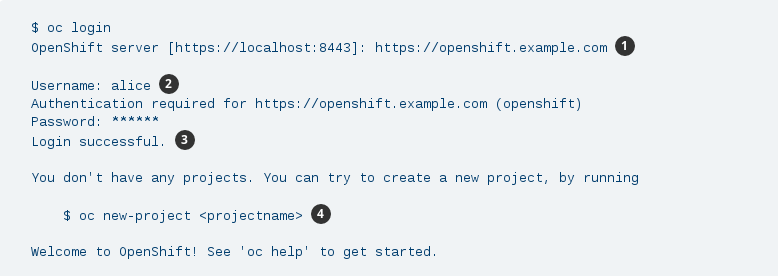 $ oc login
OpenShift server [https://localhost:8443]: https://openshift.example.com 1
Username: alice 2
Authentication required for https://openshift.example.com (openshift)
Password: ******
Login successful. 3
You don't have any projects. You can try to create a new project, by running
$ oc new-project <projectname> 4
Welcome to OpenShift! See 'oc help' to get started.